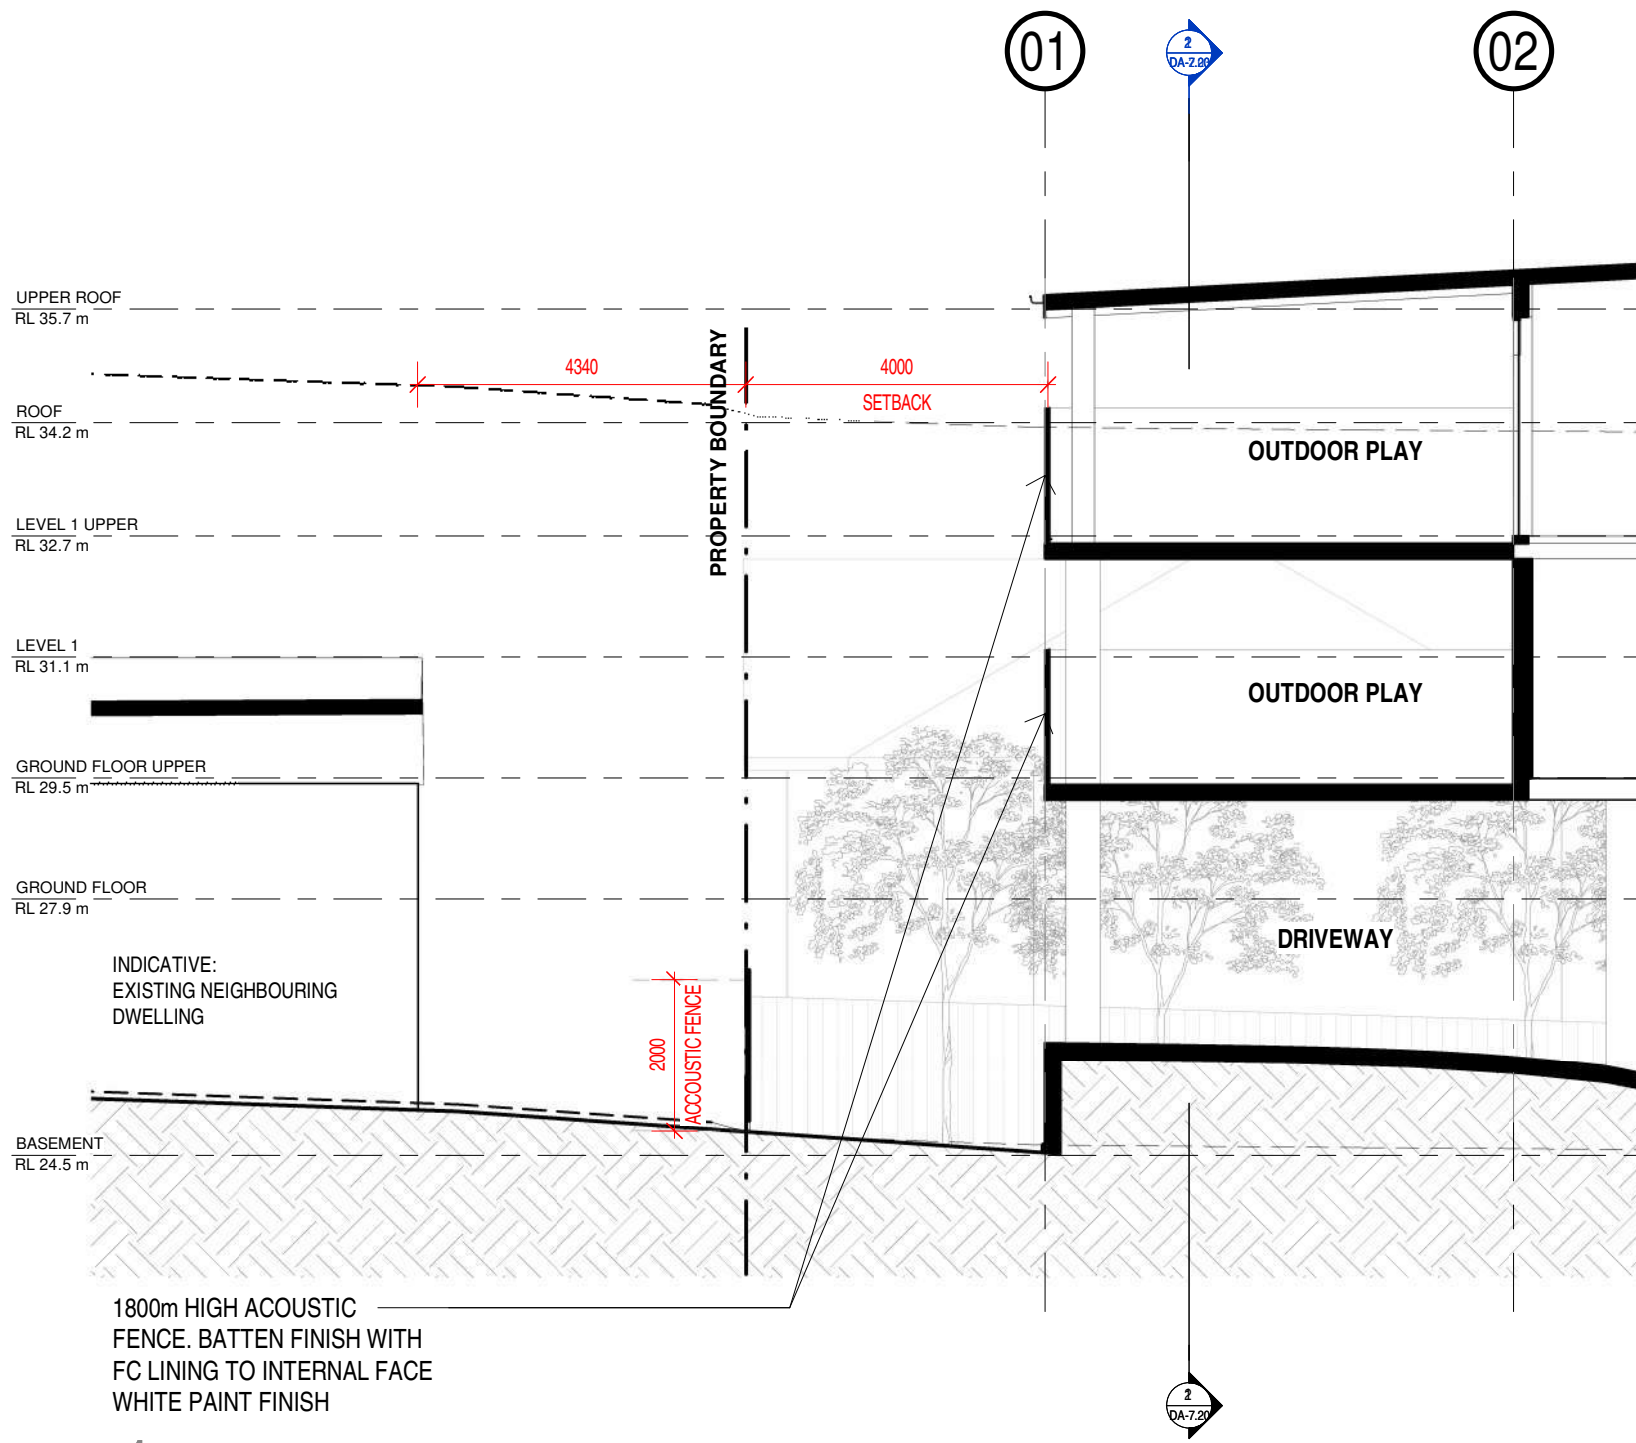 01
2
DA-7.20
02
UPPER ROOF
RL 35.7 m
4340
4000
SETBACK
PROPERTY BOUNDARY
ROOF
RL 34.2 m
OUTDOOR PLAY
LEVEL 1 UPPER
RL 32.7 m
LEVEL 1
RL 31.1 m
OUTDOOR PLAY
GROUND FLOOR UPPER
RL 29.5 m
GROUND FLOOR
RL 27.9 m
DRIVEWAY
INDICATIVE:
EXISTING NEIGHBOURING
DWELLING
2000
ACCOUSTIC FENCE
BASEMENT
RL 24.5 m
1800m HIGH ACOUSTIC
FENCE. BATTEN FINISH WITH
FC LINING TO INTERNAL FACE
WHITE PAINT FINISH
2
DA-7.20